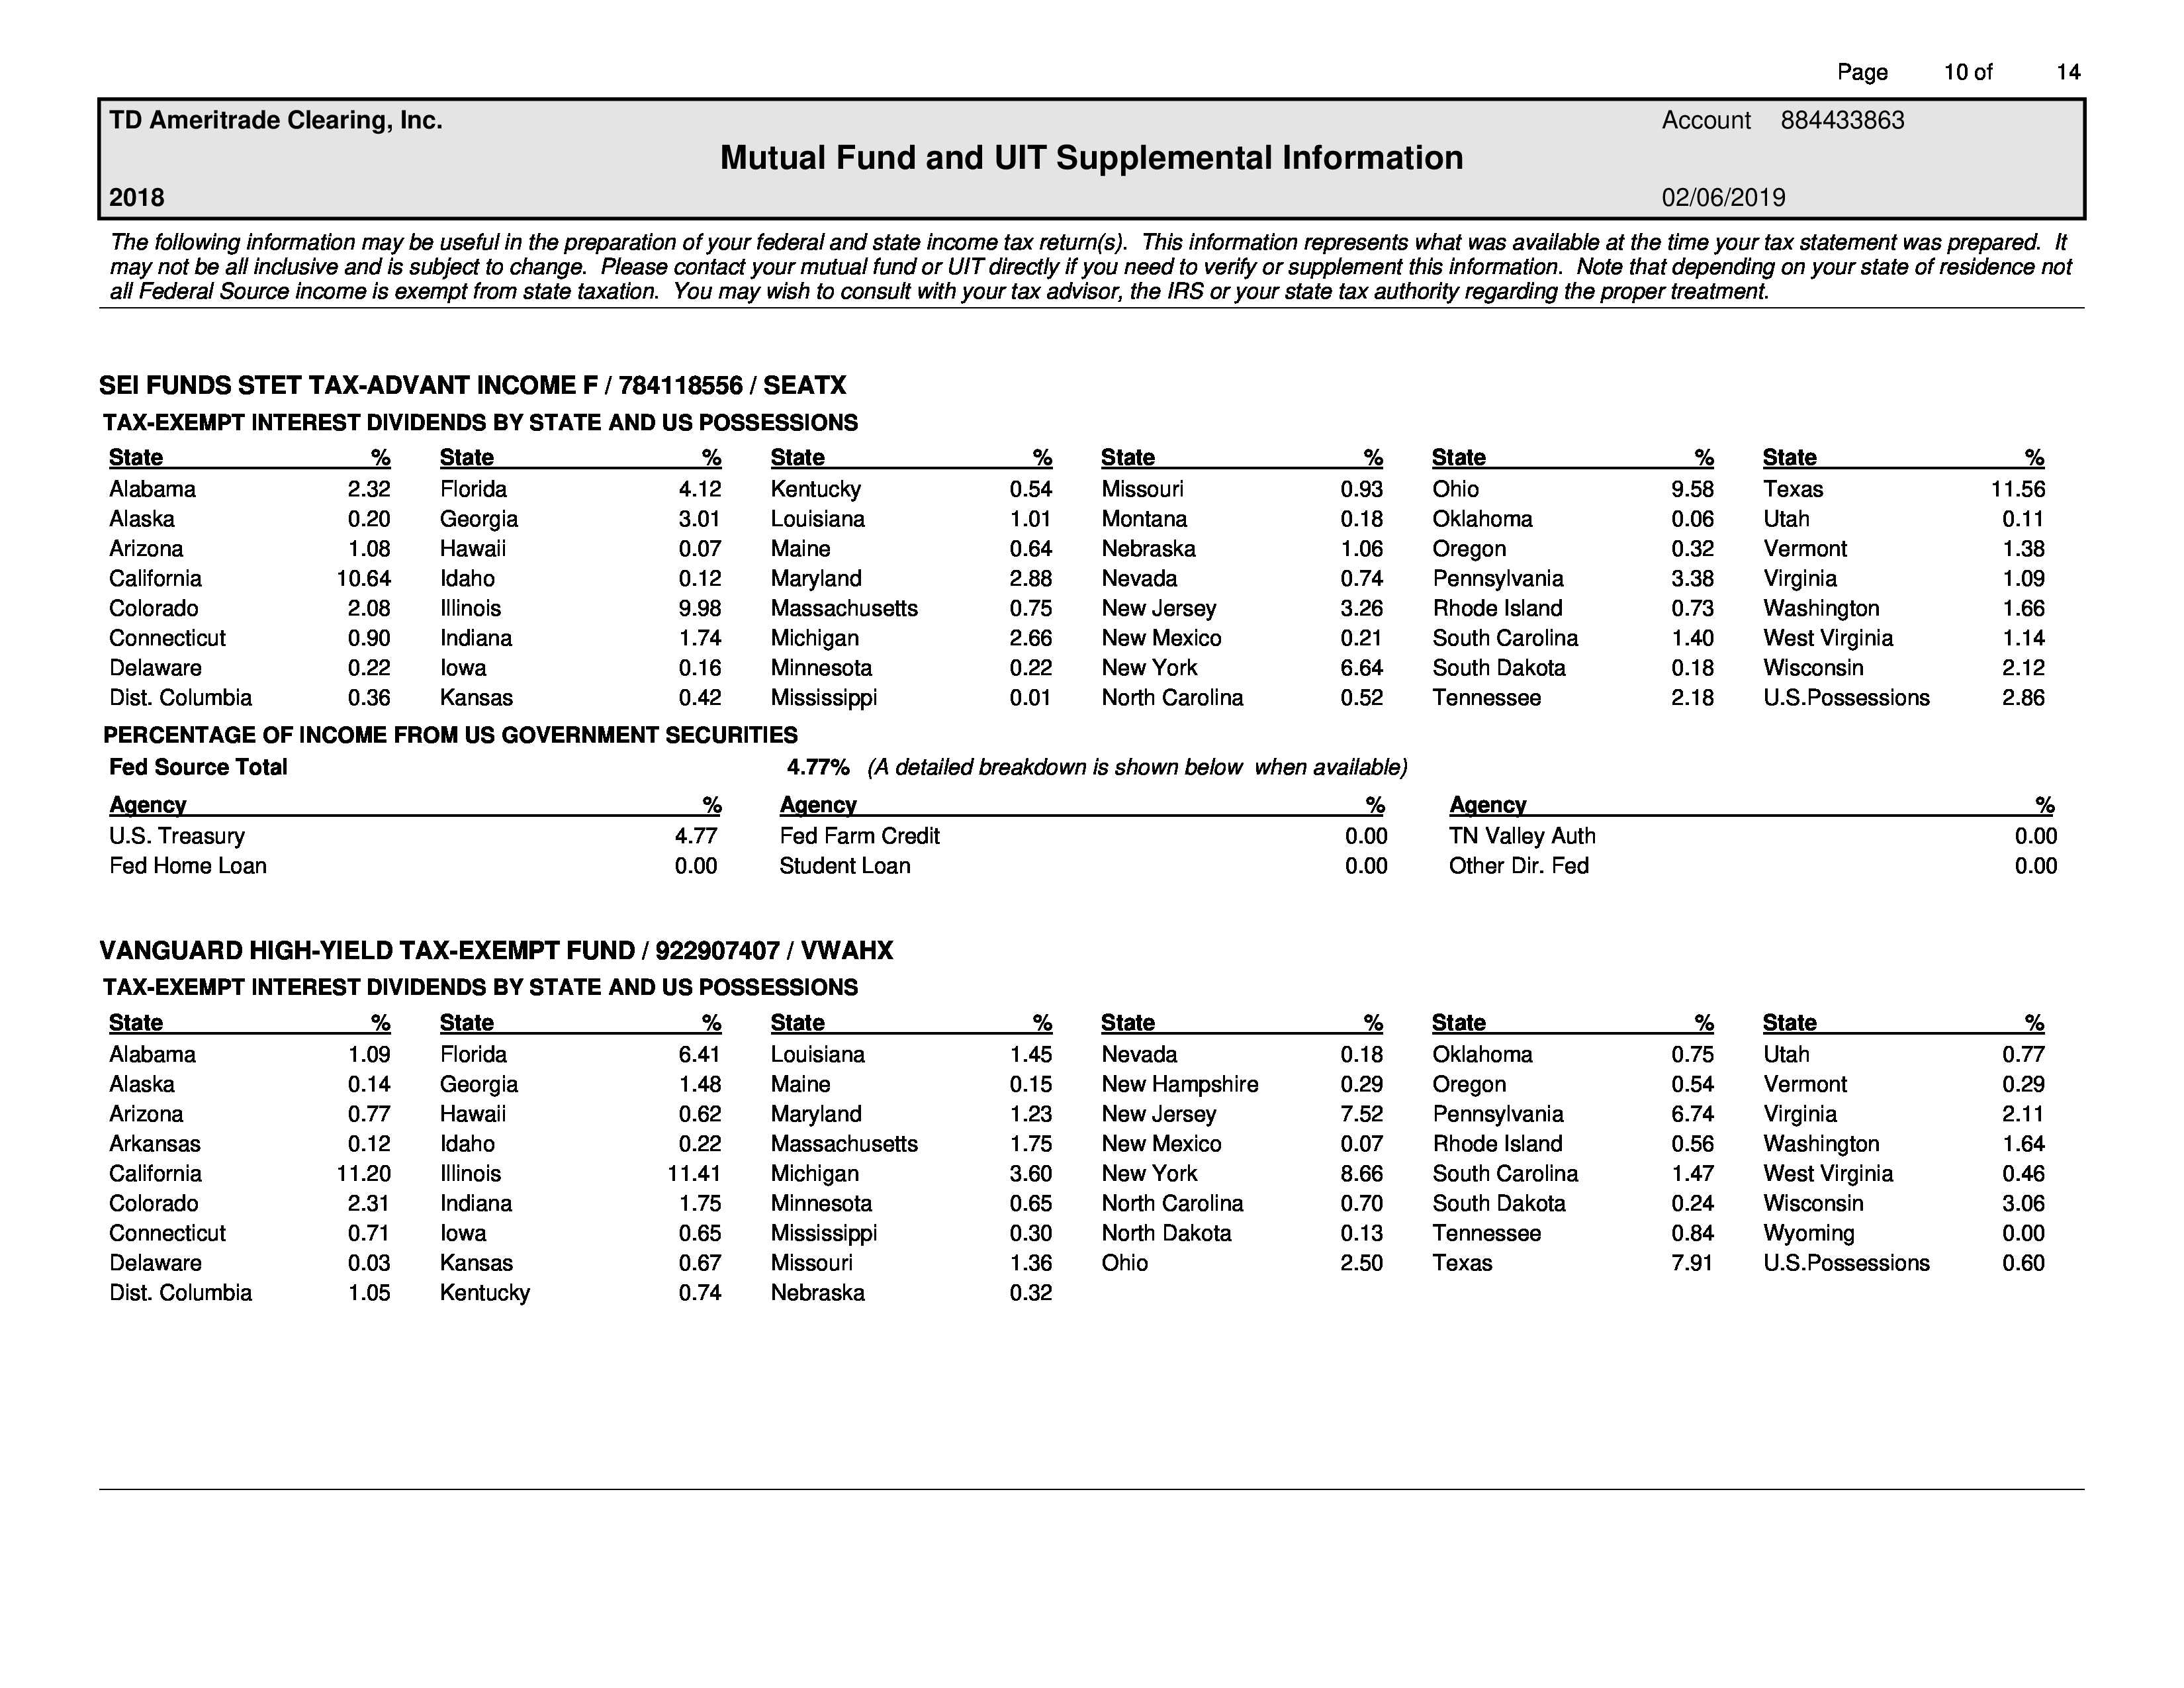 Page 10 of 14
TD Ameritrade Clearing, Inc. Account 884433863
Mutual Fund and UIT Supplemental Information
2018 02/06/2019
The following information may be useful in the preparation of your federal and state income tax return(s). This information represents what was available at the time your tax statement was prepared. It
may not be all inclusive and is subject to change. Please contact your mutual fund or UIT directly if you need to verify or supplement this information. Note that depending on your state of residence not
all Federal Source income is exempt from state taxation. You may wish to consult with your tax advisor, the IRS or your state tax authority regarding the proper treatment.
SEI FUNDS STET TAX-ADVANT INCOME F / 784118556 / SEATX
TAX-EXEMPT INTEREST DIVIDENDS BY STATE AND US POSSESSIONS
State % State % State % State % State % State %
Alabama 2.32 Florida 4.12 Kentucky 0.54 Missouri 0.93 Ohio 9.58 Texas 11.56
Alaska 0.20 Georgia 3.01 Louisiana 1.01 Montana 0.18 Oklahoma 0.06 Utah 0.11
Arizona 1.08 Hawaii 0.07 Maine 0.64 Nebraska 1.06 Oregon 0.32 Vermont 1.38
California 10.64 Idaho 0.12 Maryland 2.88 Nevada 0.74 Pennsylvania 3.38 Virginia 1.09
Colorado 2.08 Illinois 9.98 Massachusetts 0.75 New Jersey 3.26 Rhode Island 0.73 Washington 1.66
Connecticut 0.90 Indiana 1.74 Michigan 2.66 New Mexico 0.21 South Carolina 1.40 West Virginia 1.14
Delaware 0.22 Iowa 0.16 Minnesota 0.22 New York 6.64 South Dakota 0.18 Wisconsin 2.12
Dist. Columbia 0.36 Kansas 0.42 Mississippi 0.01 North Carolina 0.52 Tennessee 2.18 U.S.Possessions 2.86
PERCENTAGE OF INCOME FROM US GOVERNMENT SECURITIES
Fed Source Total 4.77% (A detailed breakdown is shown below when available)
Agency % Agency % Agency %
U.S. Treasury 4.77 Fed Farm Credit 0.00 TN Valley Auth 0.00
Fed Home Loan 0.00 Student Loan 0.00 Other Dir. Fed 0.00
VANGUARD HIGH-YIELD TAX-EXEMPT FUND / 922907407 / VWAHX
TAX-EXEMPT INTEREST DIVIDENDS BY STATE AND US POSSESSIONS
State % State % State % State % State % State %
Alabama 1.09 Florida 6.41 Louisiana 1.45 Nevada 0.18 Oklahoma 0.75 Utah 0.77
Alaska 0.14 Georgia 1.48 Maine 0.15 New Hampshire 0.29 Oregon 0.54 Vermont 0.29
Arizona 0.77 Hawaii 0.62 Maryland 1.23 New Jersey 7.52 Pennsylvania 6.74 Virginia 2.11
Arkansas 0.12 Idaho 0.22 Massachusetts 1.75 New Mexico 0.07 Rhode Island 0.56 Washington 1.64
California 11.20 Illinois 11.41 Michigan 3.60 New York 8.66 South Carolina 1.47 West Virginia 0.46
Colorado 2.31 Indiana 1.75 Minnesota 0.65 North Carolina 0.70 South Dakota 0.24 Wisconsin 3.06
Connecticut 0.71 Iowa 0.65 Mississippi 0.30 North Dakota 0.13 Tennessee 0.84 Wyoming 0.00
Delaware 0.03 Kansas 0.67 Missouri 1.36 Ohio 2.50 Texas 7.91 U.S.Possessions 0.60
Dist. Columbia 1.05 Kentucky 0.74 Nebraska 0.32